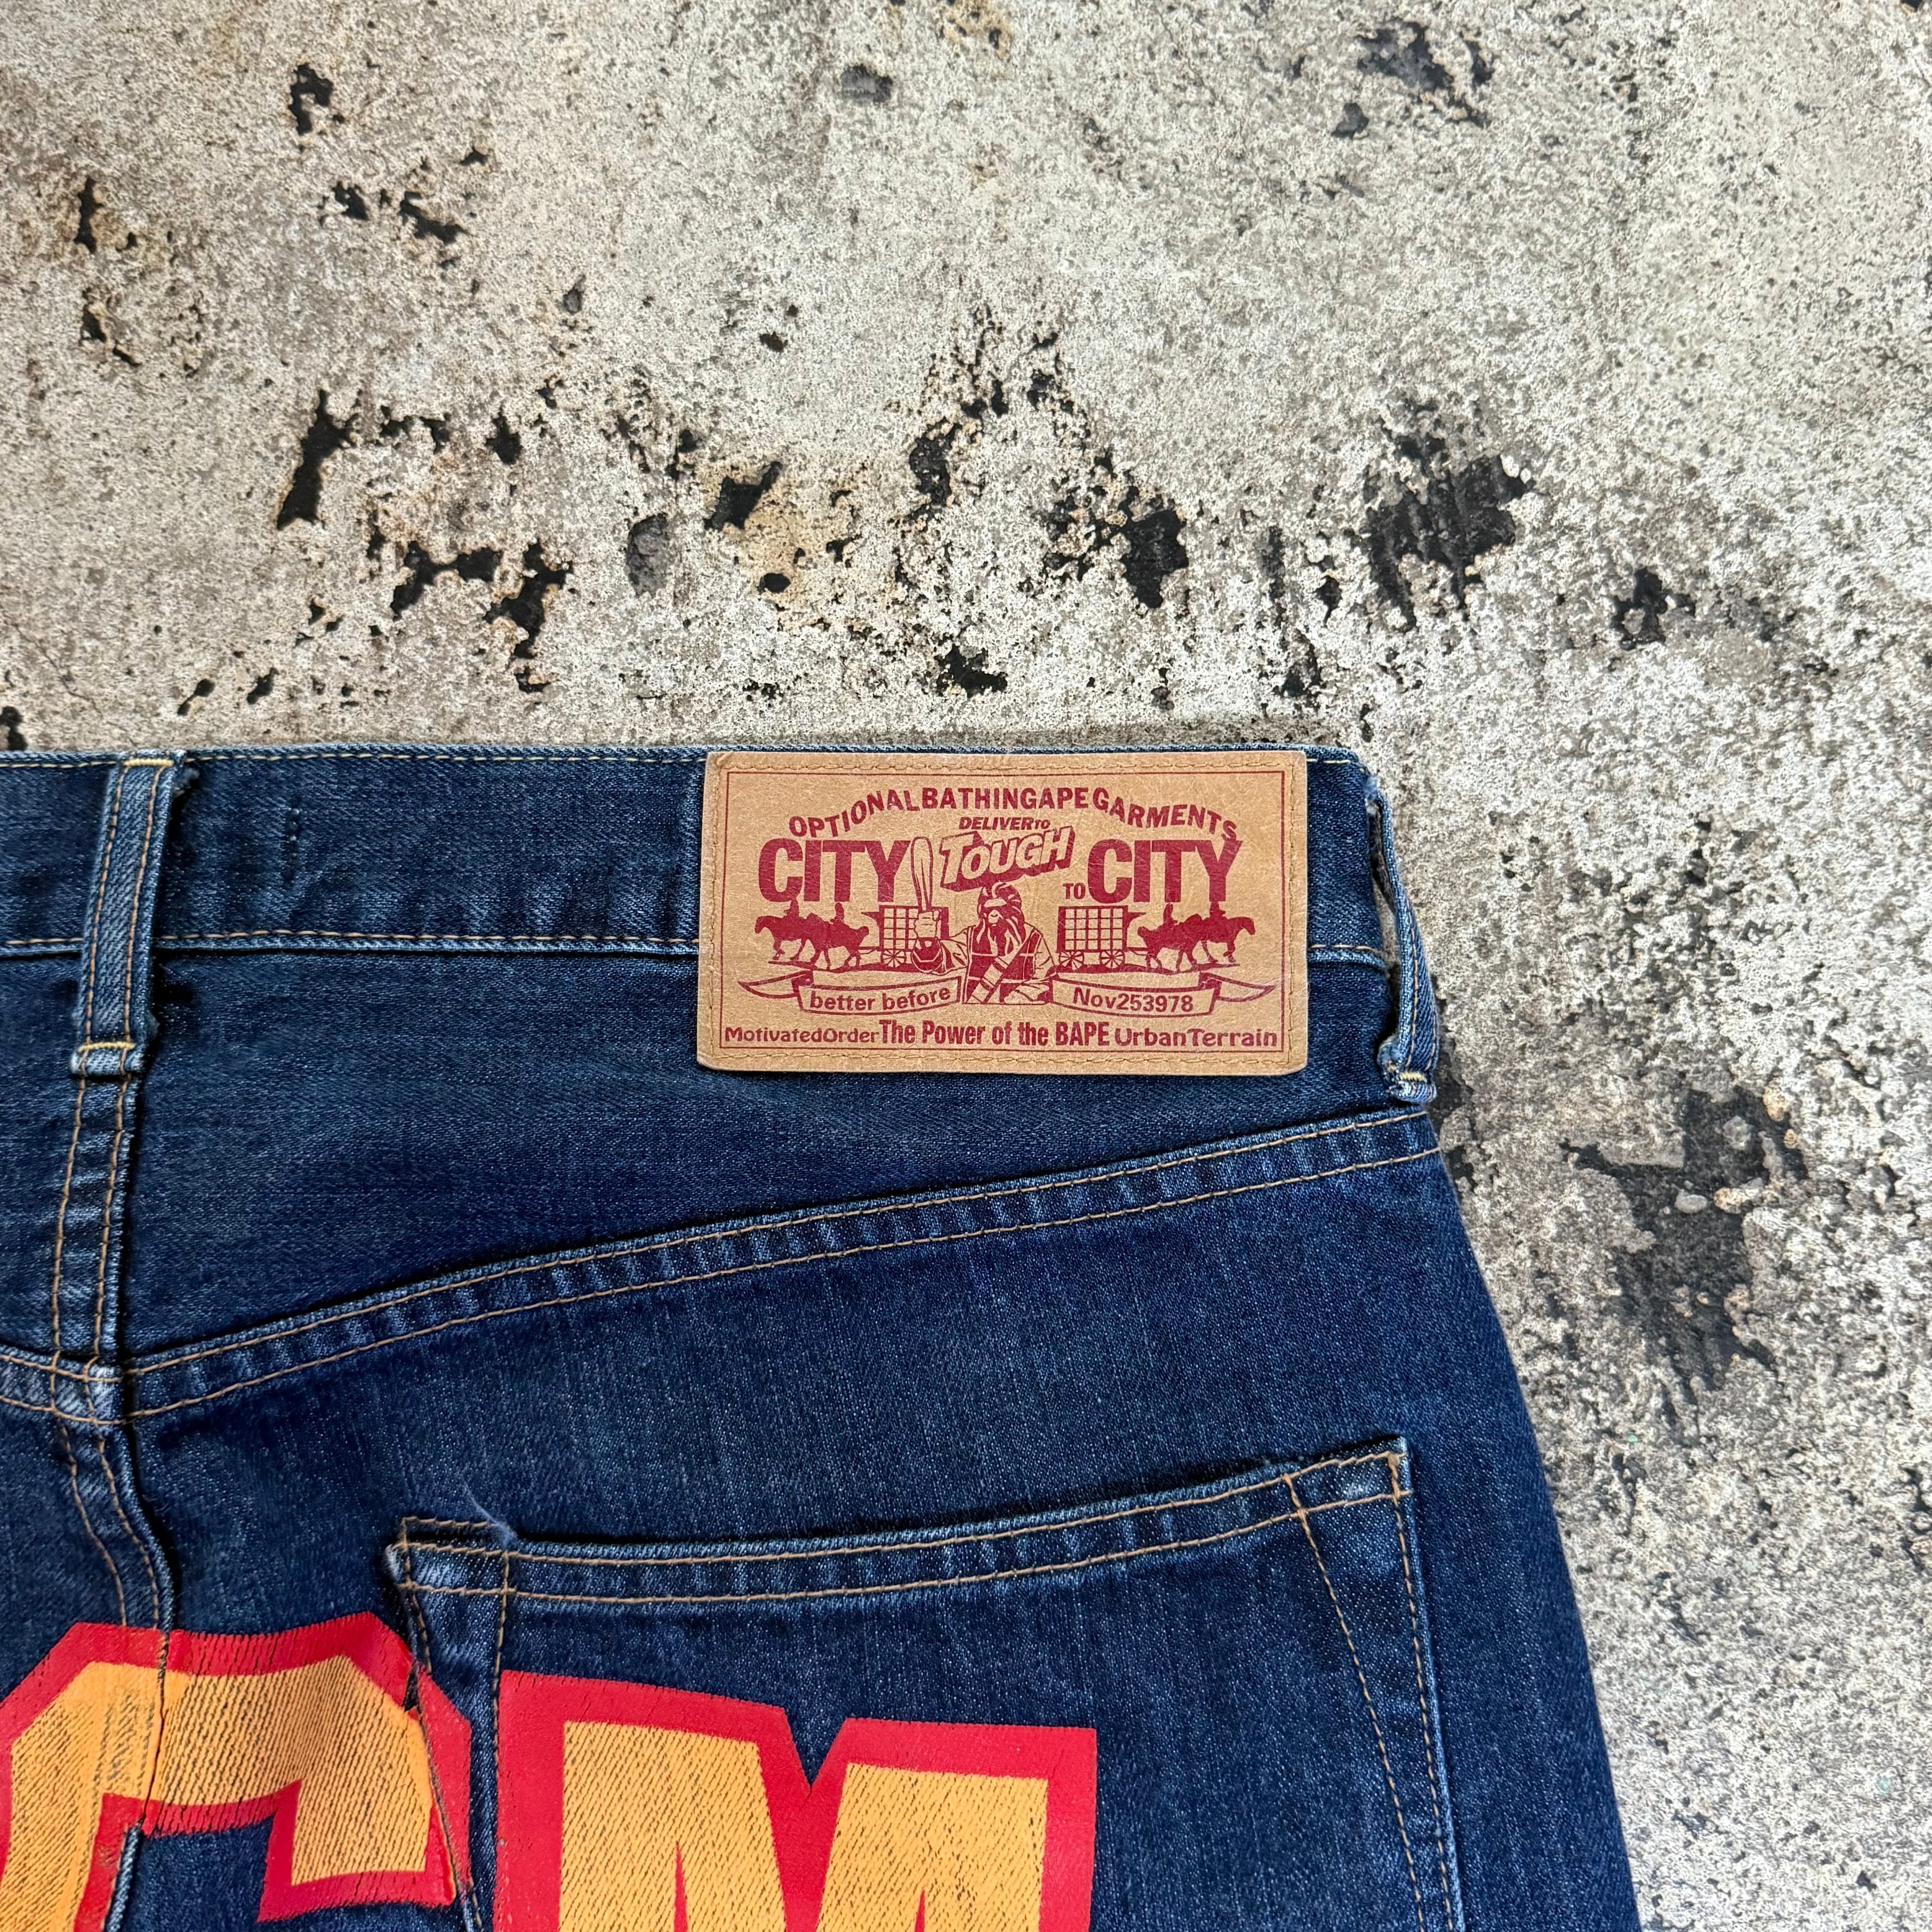 OPTIONAL BATHINGAPE GARMENTS
DELIVER TO
CITY TOUGH TO CITY
better before Nov253978
MotivatedOrder The Power of the BAPE UrbanTerrain
GM